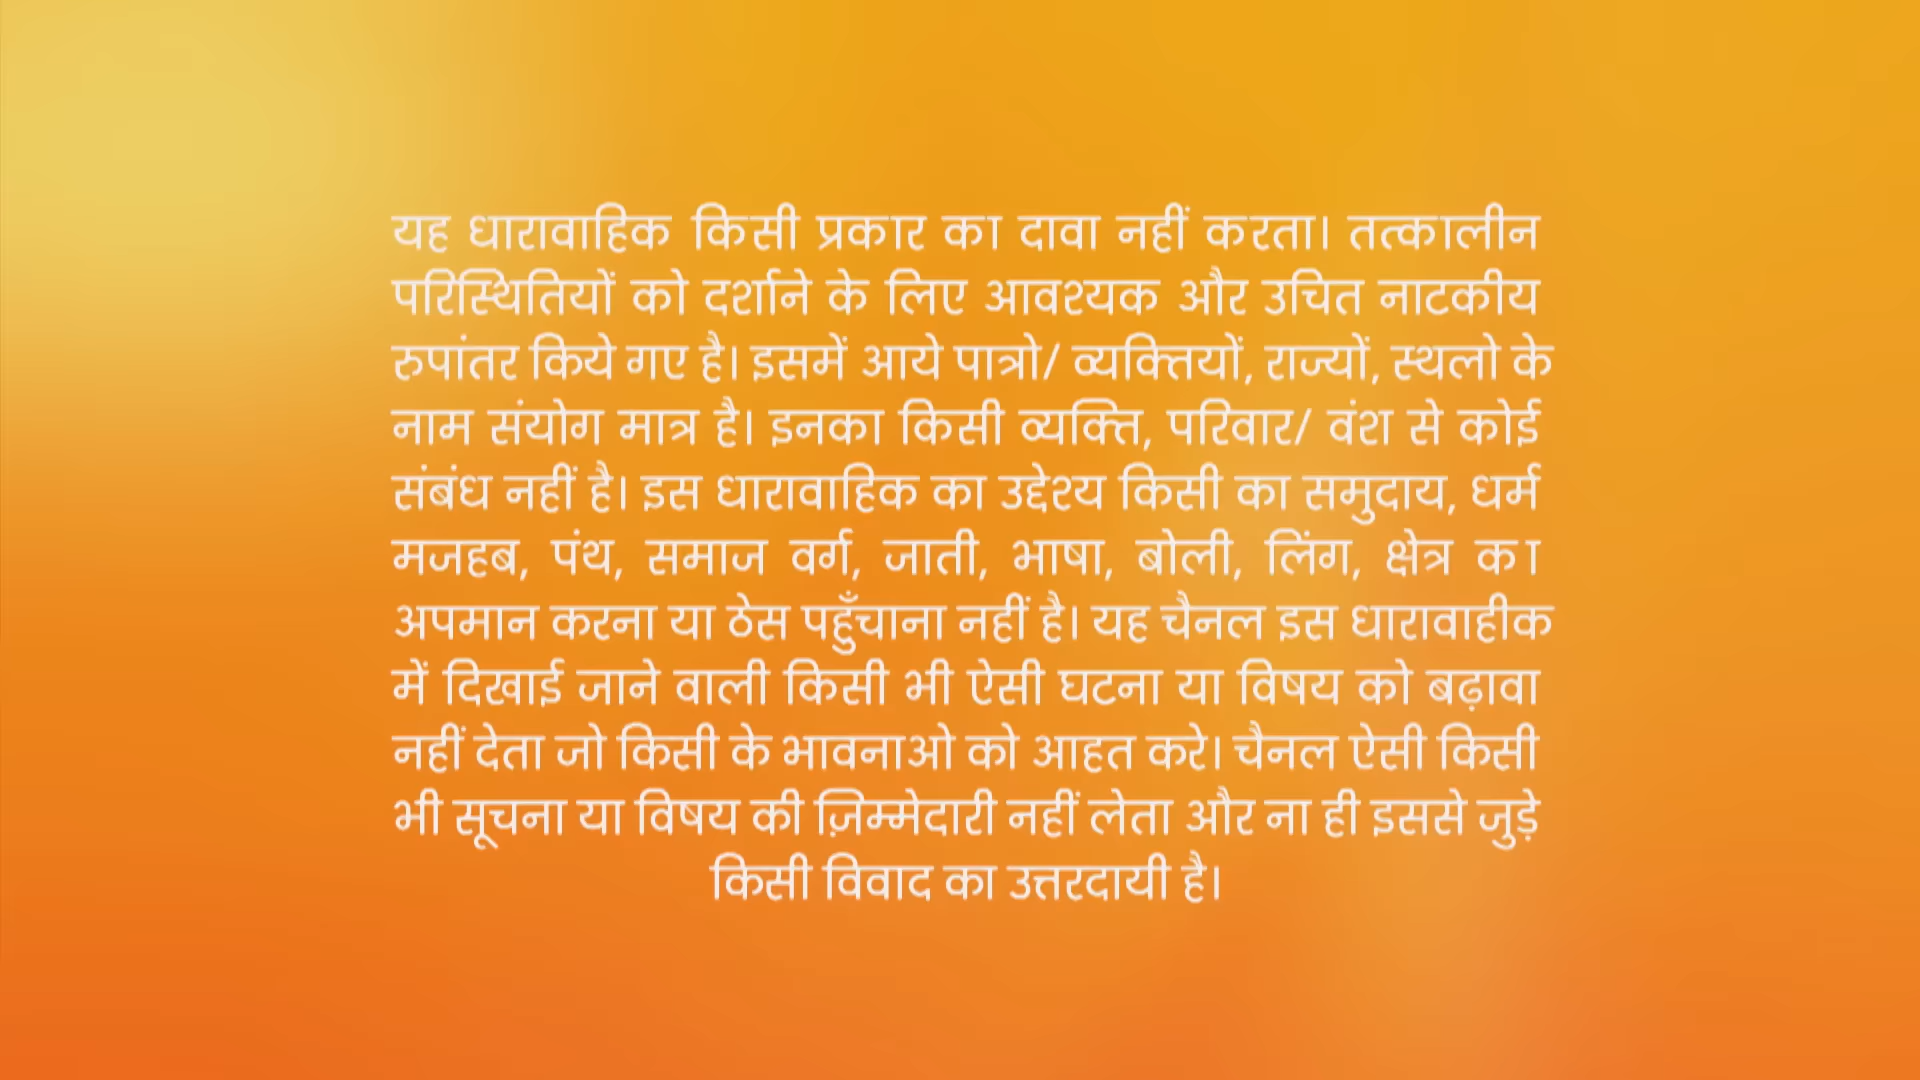 यह धारावाहिक किसी प्रकार का दावा नहीं करता। तत्कालीन
परिस्थितियों को दर्शाने के लिए आवश्यक और उचित नाटकीय
रुपांतर किये गए है। इसमें आये पात्रो/ व्यक्तियों, राज्यों, स्थलो के
नाम संयोग मात्र है। इनका किसी व्यक्ति, परिवार/ वंश से कोई
संबंध नहीं है। इस धारावाहिक का उद्देश्य किसी का समुदाय, धर्म
मजहब, पंथ, समाज वर्ग, जाती, भाषा, बोली, लिंग, क्षेत्र का
अपमान करना या ठेस पहुँचाना नहीं है। यह चैनल इस धारावाहीक
में दिखाई जाने वाली किसी भी ऐसी घटना या विषय को बढ़ावा
नहीं देता जो किसी के भावनाओ को आहत करे। चैनल ऐसी किसी
भी सूचना या विषय की ज़िम्मेदारी नहीं लेता और ना ही इससे जुड़े
किसी विवाद का उत्तरदायी है।